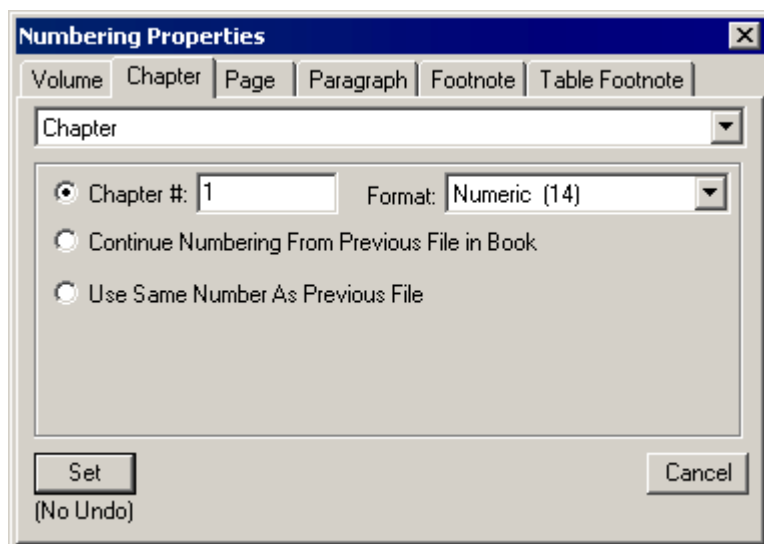 Numbering Properties
Volume Chapter Page Paragraph Footnote Table Footnote
Chapter
Chapter #: 1 Format: Numeric (14)
Continue Numbering From Previous File in Book
Use Same Number As Previous File
Set Cancel
(No Undo)